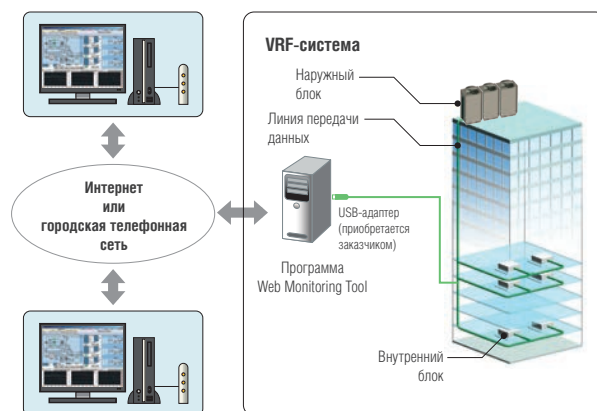 VRF-система
Наружный
блок
Линия передачи
данных
Интернет
или
городская телефонная
сеть
USB-адаптер
(приобретается
заказчиком)
Программа
Web Monitoring Tool
Внутренний
блок